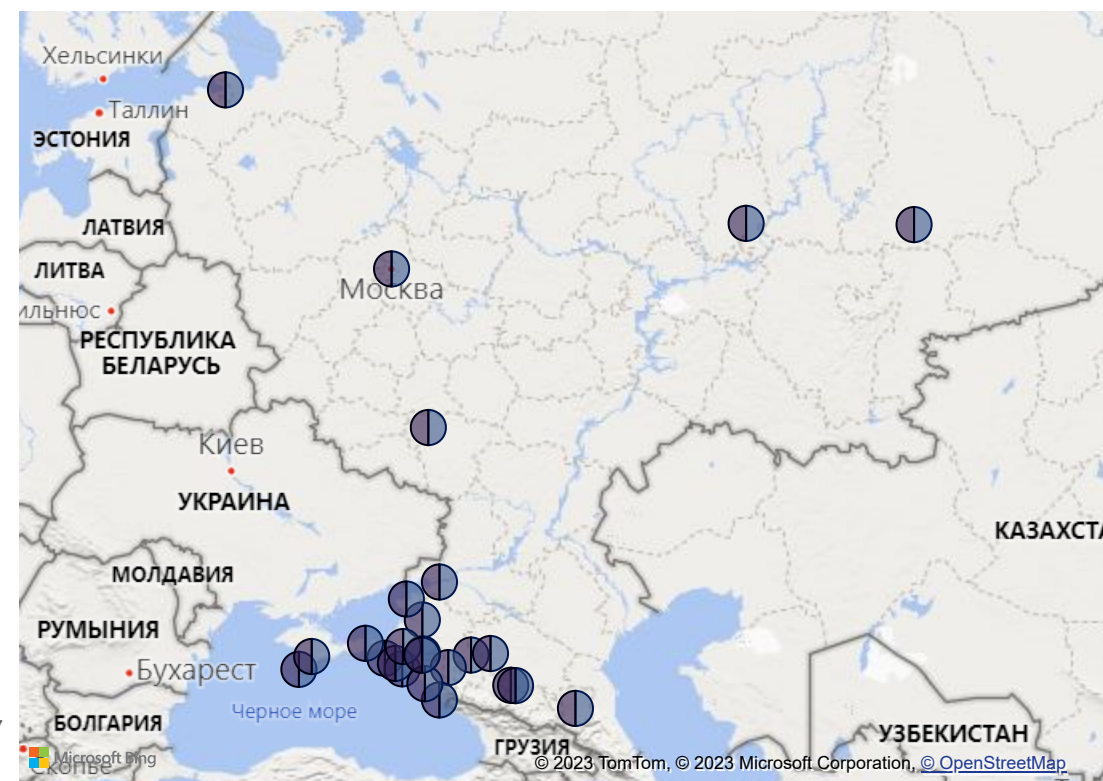 Хельсинки
Таллин
ЭСТОНИЯ
ЛАТВИЯ
ЛИТВА
ильнюс
Москва
РЕСПУБЛИКА
БЕЛАРУСЬ
Киев
УКРАИНА
КАЗАХСТА
МОЛДАВИЯ
РУМЫНИЯ
Бухарест
Черное море
БОЛГАРИЯ
УЗБЕКИСТАН
ГРУЗИЯ
Microsoft Bing
Скопье
© 2023 TomTom, © 2023 Microsoft Corporation, © OpenStreetMap